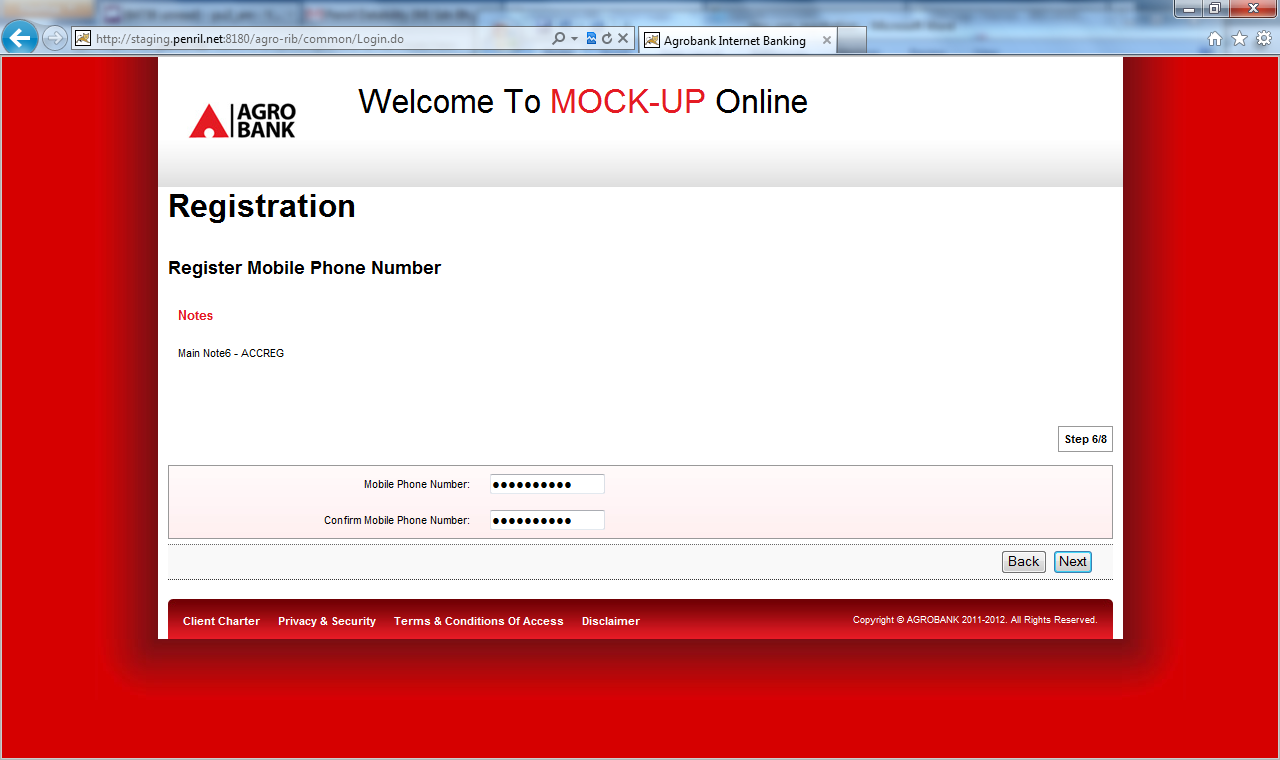 http://staging.penril.net:8180/agro-rib/common/Login.do
Agrobank Internet Banking
AGRO
BANK
Welcome To MOCK-UP Online
Registration
Register Mobile Phone Number
Notes
Main Note6 - ACCREG
Step 6/8
Mobile Phone Number: ●●●●●●●●●●
Confirm Mobile Phone Number: ●●●●●●●●●●
Back Next
Client Charter Privacy & Security Terms & Conditions Of Access Disclaimer Copyright © AGROBANK 2011-2012. All Rights Reserved.